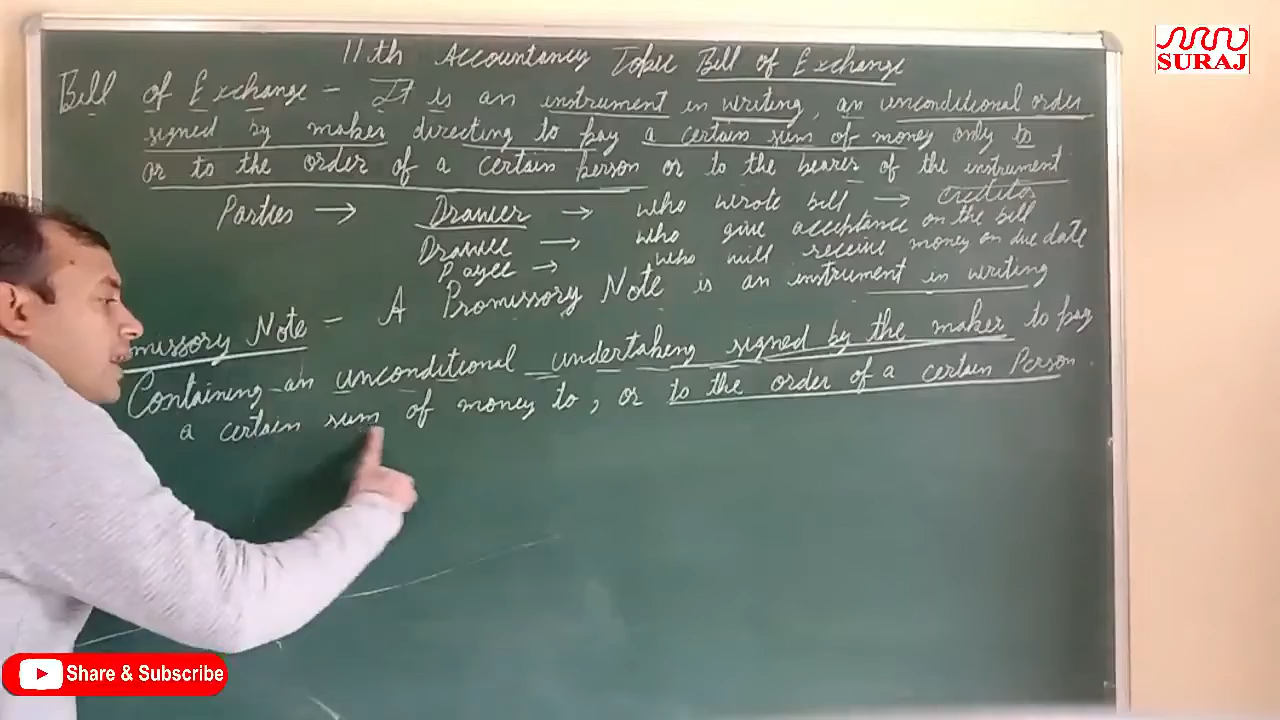 11th Accountancy Topic Bill of Exchange
Bill of Exchange - It is an instrument in writing, an unconditional order
signed by maker directing to pay a certain sum of money only to
or to the order of a certain person or to the bearer of the instrument
Parties → Drawer → who wrote bill → creditor
Drawee → who give acceptance on the bill
Payee → who will receive money on due date
missory Note - A Promissory Note is an instrument in writing
Containing an unconditional undertaking signed by the maker to pay
a certain sum of money to, or to the order of a certain Person.
SURAJ
Share & Subscribe